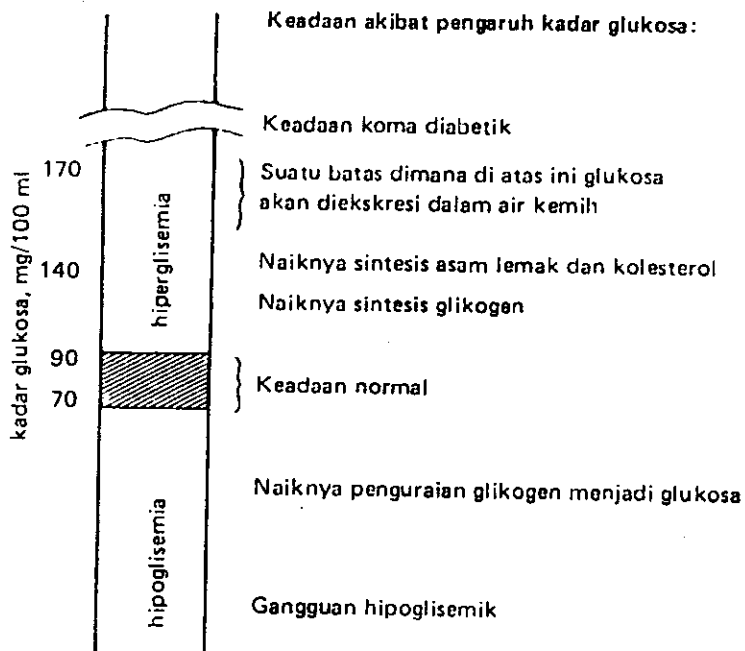 Keadaan akibat pengaruh kadar glukosa:
Keadaan koma diabetik
170
Suatu batas dimana di atas ini glukosa
akan diekskresi dalam air kemih
140
Naiknya sintesis asam lemak dan kolesterol
Naiknya sintesis glikogen
90
70
Keadaan normal
Naiknya penguraian glikogen menjadi glukosa
Gangguan hipoglisemik
kadar glukosa, mg/100 ml
hiperglisemia
hipoglisemia